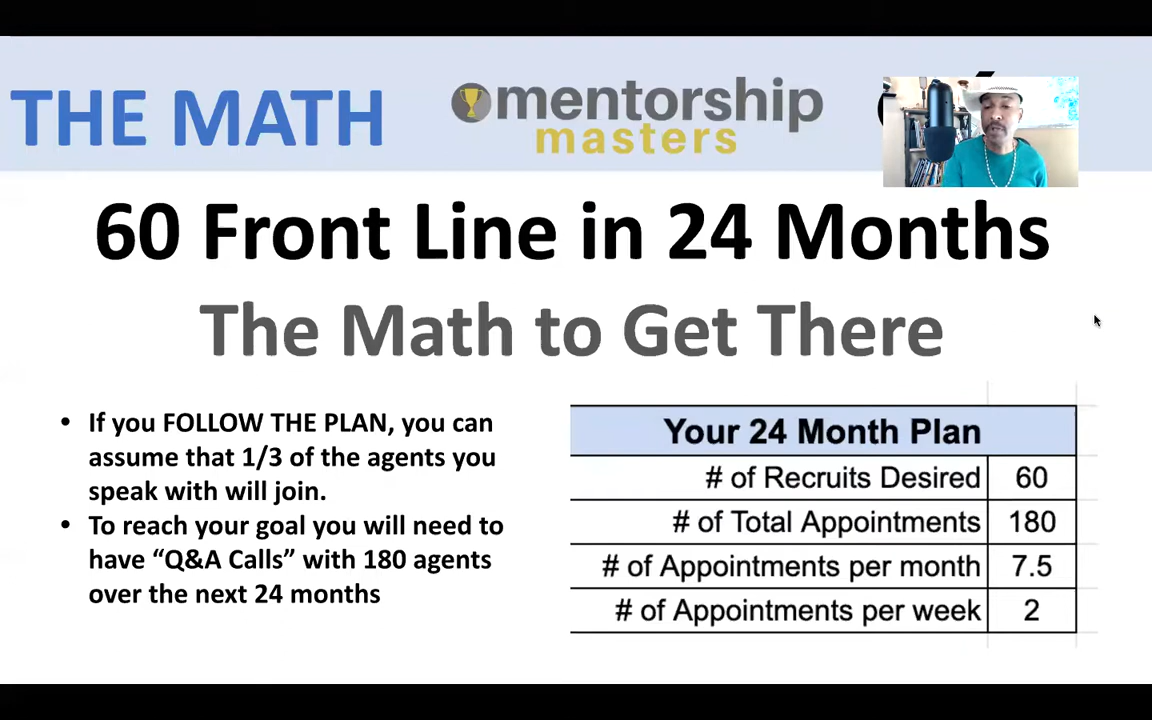 THE MATH
mentorship
masters
60 Front Line in 24 Months
The Math to Get There
• If you FOLLOW THE PLAN, you can
assume that 1/3 of the agents you
speak with will join.
• To reach your goal you will need to
have “Q&A Calls” with 180 agents
over the next 24 months
Your 24 Month Plan
# of Recruits Desired 60
# of Total Appointments 180
# of Appointments per month 7.5
# of Appointments per week 2